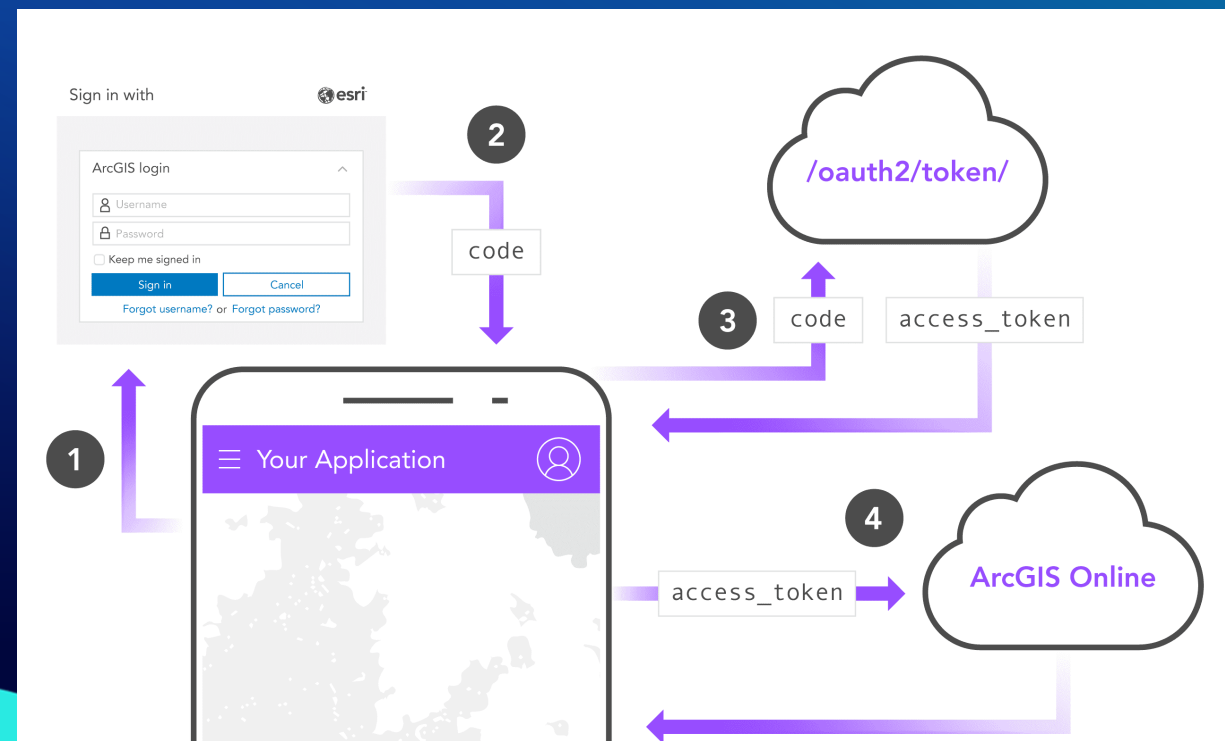 Sign in with
esri
2
/oauth2/token/
ArcGIS login
Username
code
Password
Keep me signed in
Sign in
Cancel
Forgot username? or Forgot password?
3
code
access_token
1
Your Application
4
ArcGIS Online
access_token